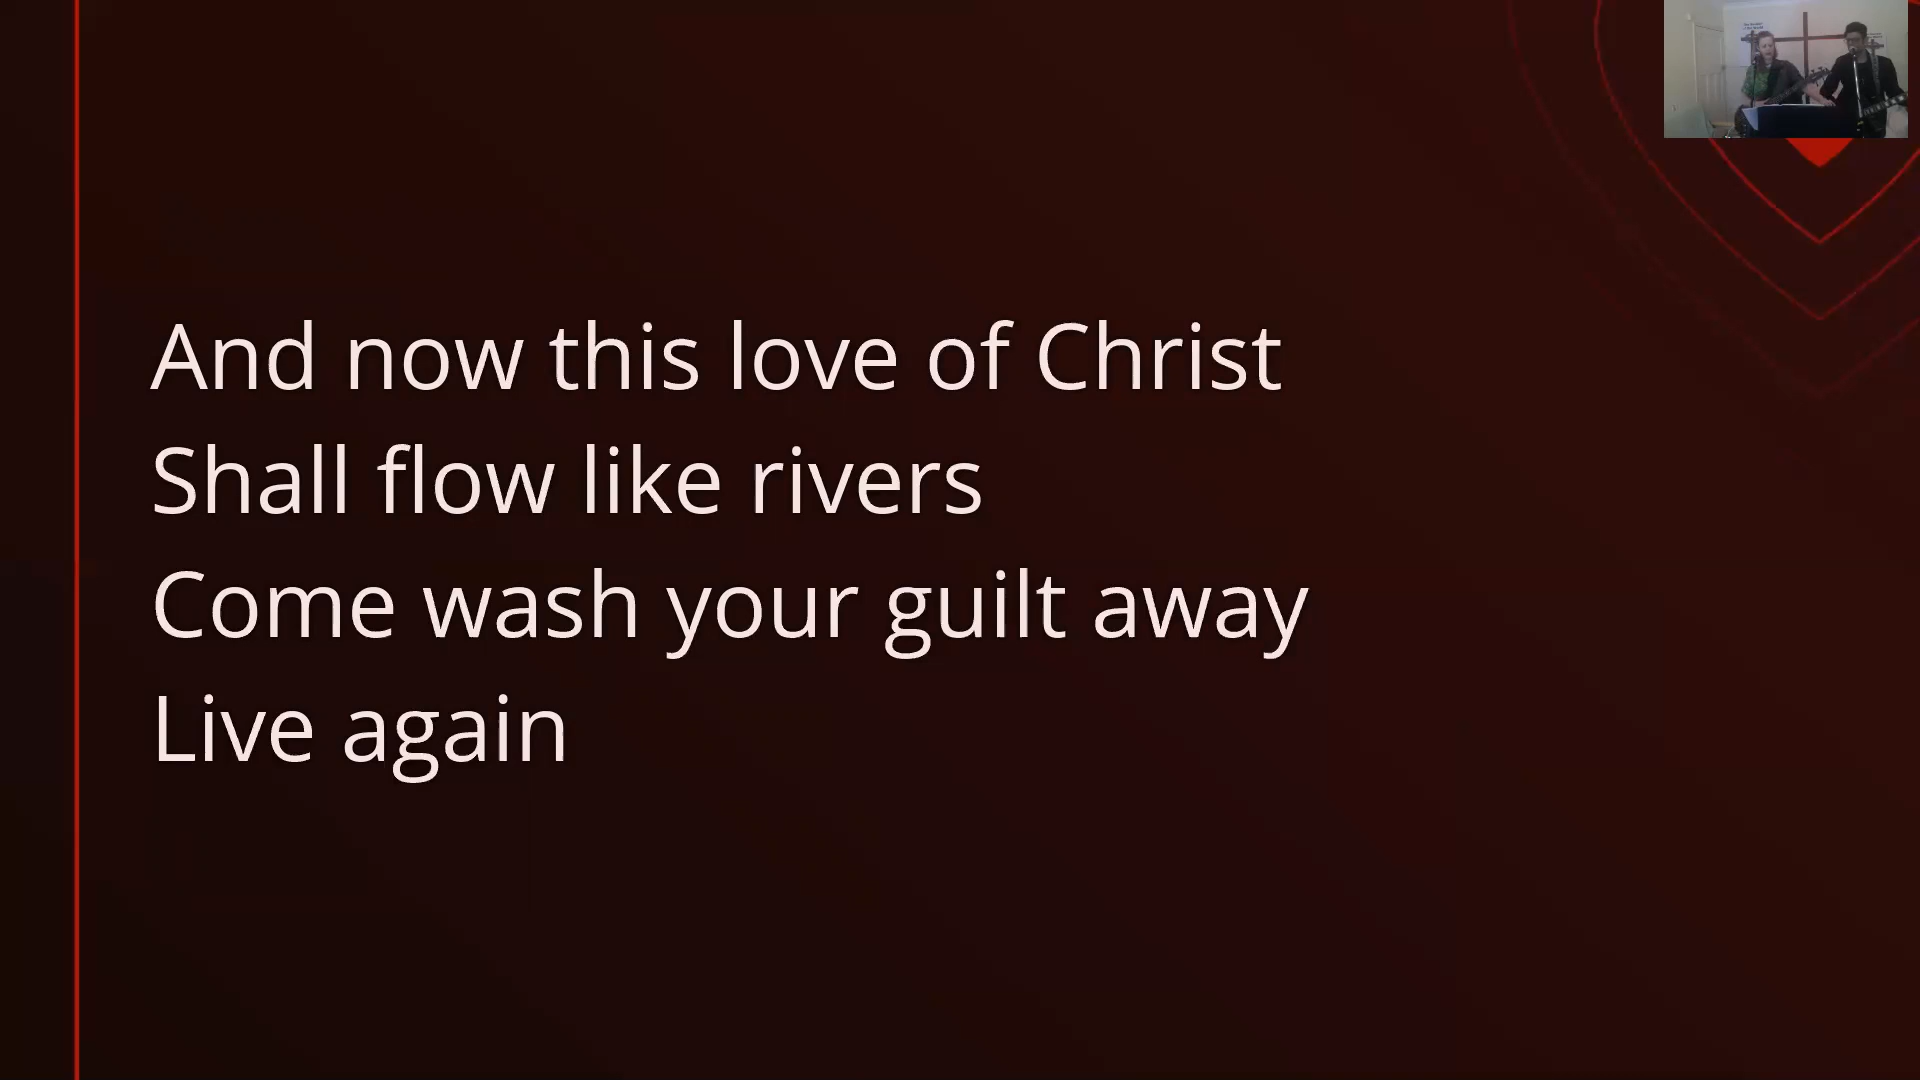 And now this love of Christ
Shall flow like rivers
Come wash your guilt away
Live again